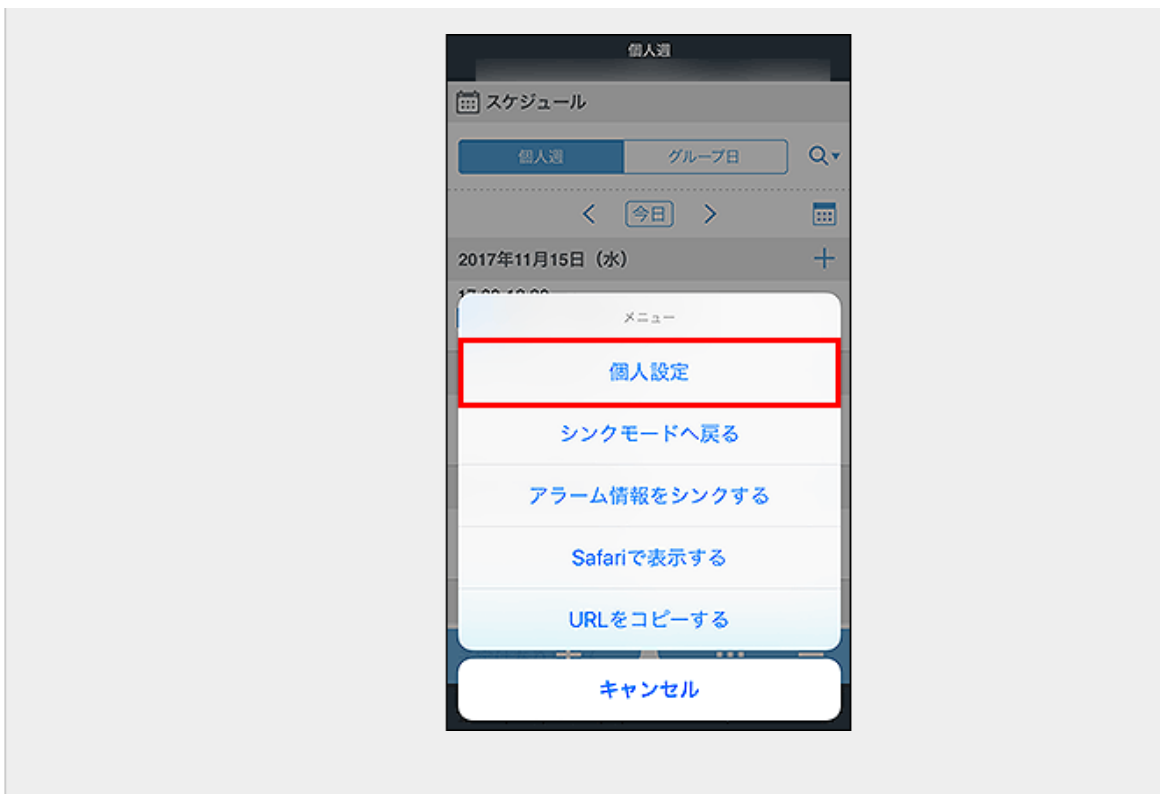 個人週
スケジュール
個人週
グループ日
今日
2017年11月15日（水）
メニュー
個人設定
シンクモードへ戻る
アラーム情報をシンクする
Safariで表示する
URLをコピーする
キャンセル